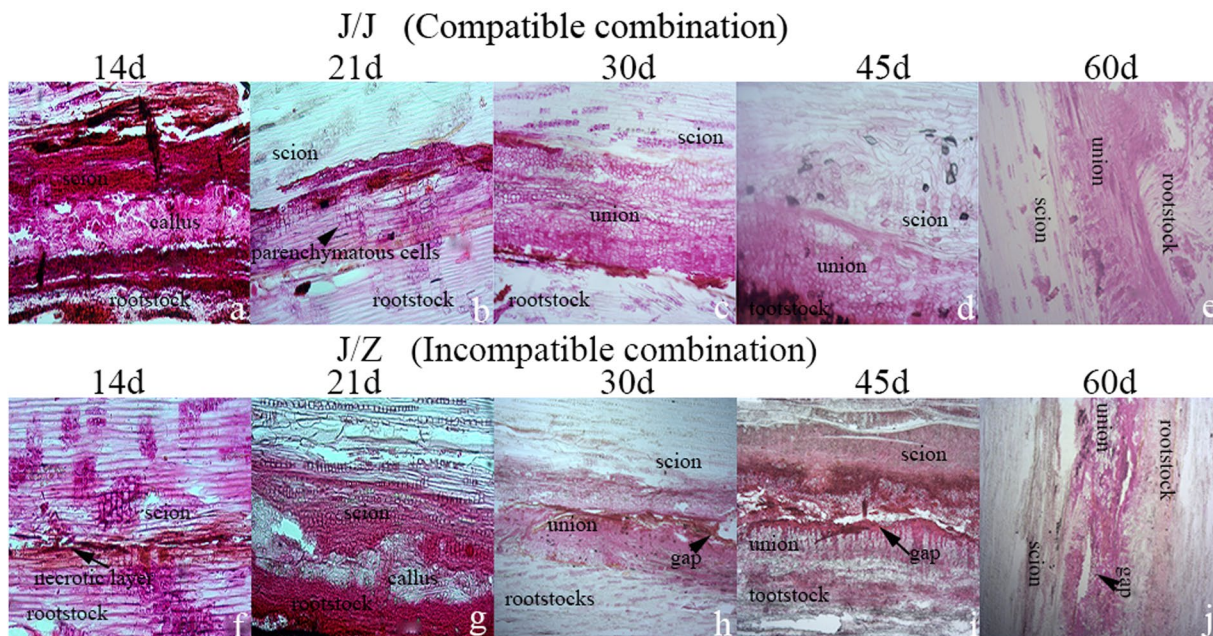 J/J (Compatible combination)
14d 21d 30d 45d 60d
scion
callus
rootstock
a
scion
parenchymatous cells
rootstock
b
scion
union
rootstock
c
scion
union
tootstock
d
scion
union
rootstock
e
J/Z (Incompatible combination)
14d 21d 30d 45d 60d
scion
necrotic layer
rootstock
f
scion
callus
rootstock
g
scion
union
gap
rootstocks
h
scion
union
gap
tootstock
i
scion
union
gap
rootstock
j